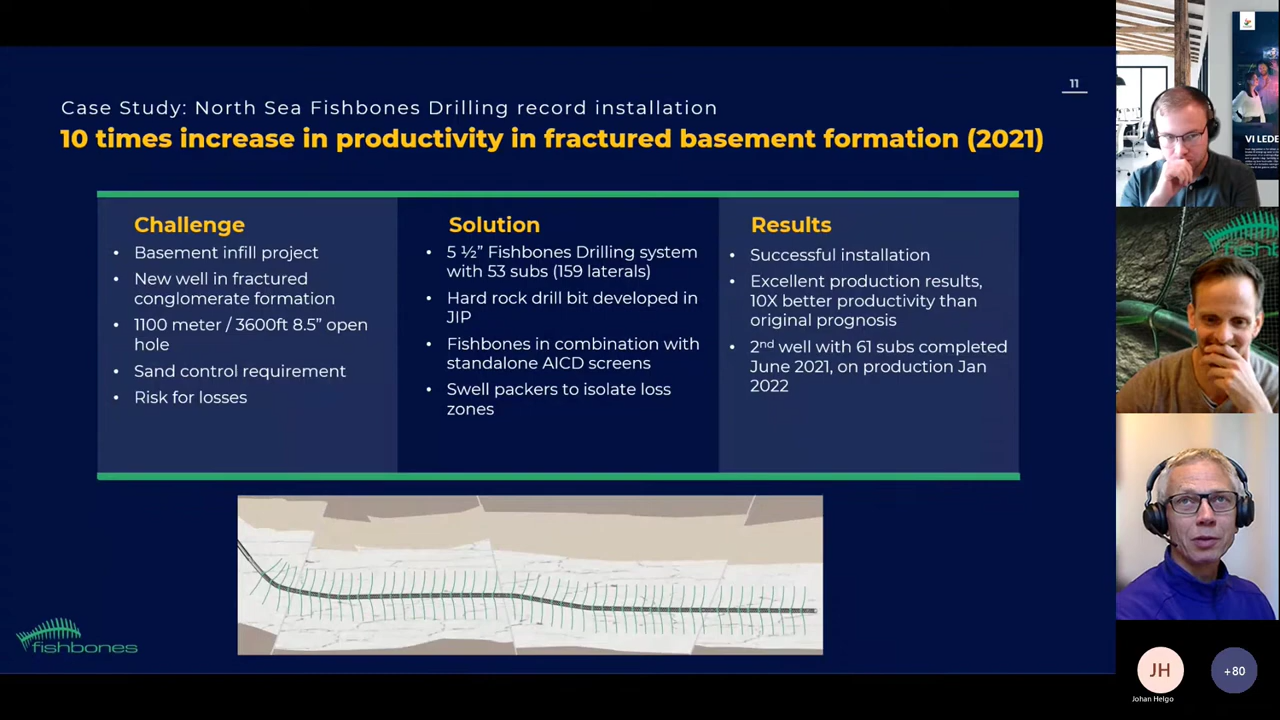 11
Case Study: North Sea Fishbones Drilling record installation
10 times increase in productivity in fractured basement formation (2021)
Challenge
• Basement infill project
• New well in fractured
conglomerate formation
• 1100 meter / 3600ft 8.5” open
hole
• Sand control requirement
• Risk for losses
Solution
• 5 ½” Fishbones Drilling system
with 53 subs (159 laterals)
• Hard rock drill bit developed in
JIP
• Fishbones in combination with
standalone AICD screens
• Swell packers to isolate loss
zones
Results
• Successful installation
• Excellent production results,
10X better productivity than
original prognosis
• 2nd well with 61 subs completed
June 2021, on production Jan
2022
fishbones
VI LEDE
JH
Johan Helgo
+80